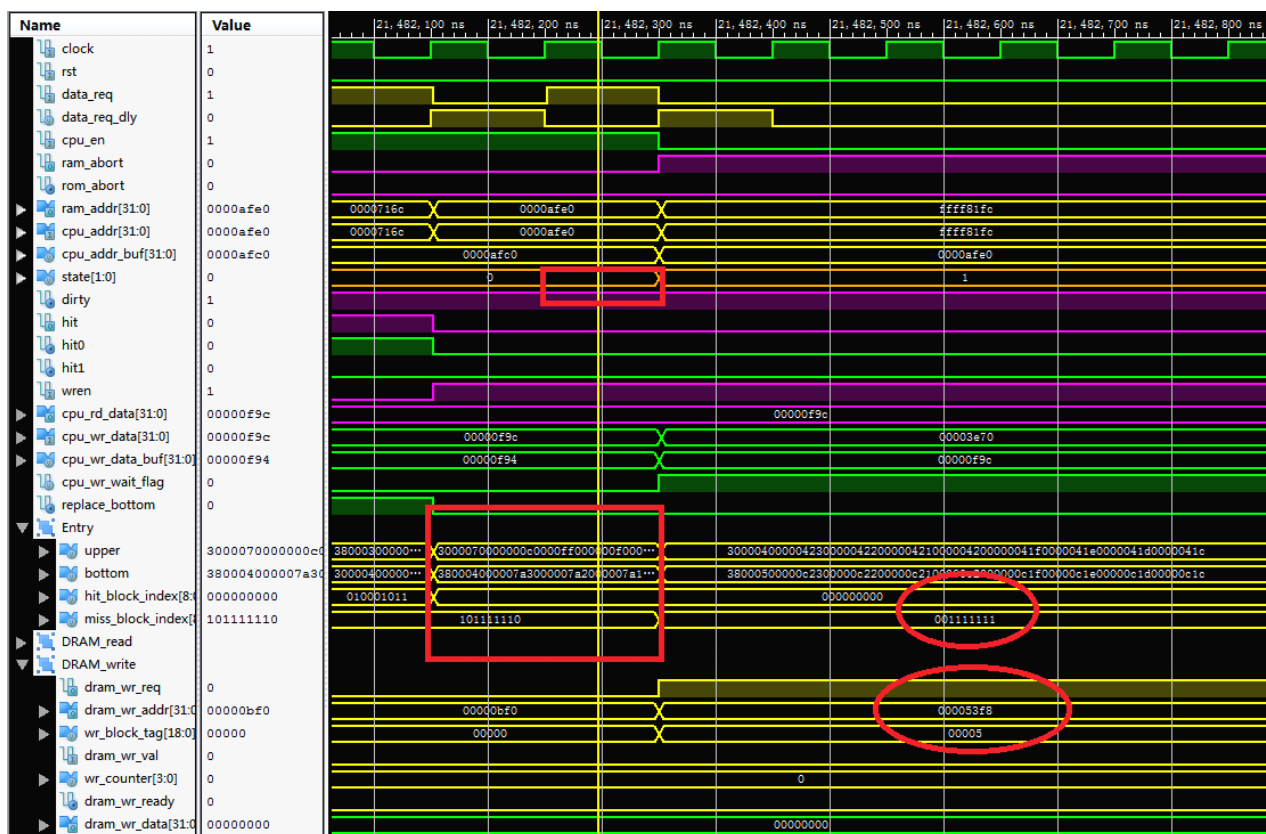 Name Value 21,482,100 ns 21,482,200 ns 21,482,300 ns 21,482,400 ns 21,482,500 ns 21,482,600 ns 21,482,700 ns 21,482,800 ns
clock 1
rst 0
data_req 1
data_req_dly 0
cpu_en 1
ram_abort 0
rom_abort 0
ram_addr[31:0] 0000afe0 0000716c 0000afe0 ffff81fc
cpu_addr[31:0] 0000afe0 0000716c 0000afe0 ffff81fc
cpu_addr_buf[31:0] 0000afc0 0000afc0 0000afe0
state[1:0] 0 0 1
dirty 1
hit 0
hit0 0
hit1 0
wren 1
cpu_rd_data[31:0] 00000f9c 00000f9c
cpu_wr_data[31:0] 00000f9c 00000f9c 00003e70
cpu_wr_data_buf[31:0] 00000f94 00000f94 00000f9c
cpu_wr_wait_flag 0
replace_bottom 0
Entry
upper 3000070000000c0 38000300000··· 3000070000000c0000ff000000f000···
bottom 380004000007a30 30000400000··· 380004000007a3000007a2000007a1···
hit_block_index[8:0 000000000 010001011 000000000
miss_block_index[8 101111110 101111110 001111111
DRAM_read
DRAM_write
dram_wr_req 0
dram_wr_addr[31:0 00000bf0 00000bf0 000053f8
wr_block_tag[18:0] 00000 00000 00005
dram_wr_val 0
wr_counter[3:0] 0 0
dram_wr_ready 0
dram_wr_data[31:0 00000000 00000000